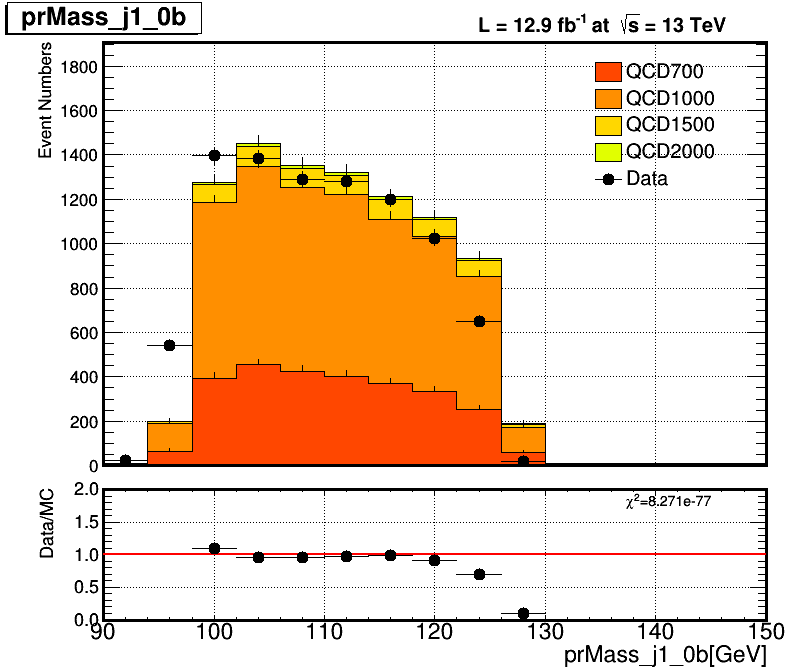 prMass_j1_0b
L = 12.9 fb⁻¹ at √s = 13 TeV
Event Numbers
1800
1600
1400
1200
1000
800
600
400
200
0
QCD700
QCD1000
QCD1500
QCD2000
Data
Data/MC
2.0
1.5
1.0
0.5
0.0
χ²=8.271e-77
90 100 110 120 130 140 150
prMass_j1_0b[GeV]